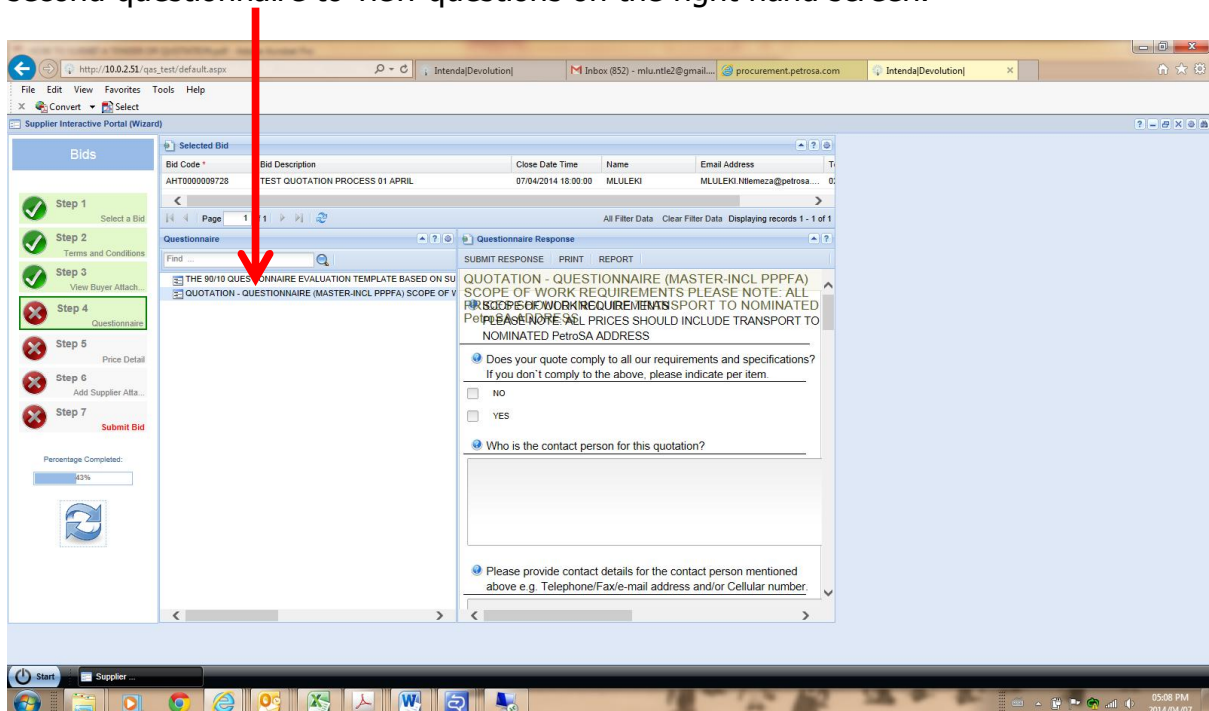 second questionnaire to view questions on the right hand screen.
http://10.0.2.51/qas_test/default.aspx
Intenda|Devolution|
Inbox (852) - mlu.ntle2@gmail....
procurement.petrosa.com
Intenda|Devolution|
File Edit View Favorites Tools Help
Convert Select
Supplier Interactive Portal (Wizard)
Bids
Selected Bid
Bid Code * Bid Description Close Date Time Name Email Address
AHT0000009728 TEST QUOTATION PROCESS 01 APRIL 07/04/2014 18:00:00 MLULEKI MLULEKI.Ntlemeza@petrosa....
Page 1 / 1 All Filter Data Clear Filter Data Displaying records 1 - 1 of 1
Step 1
Select a Bid
Step 2
Terms and Conditions
Step 3
View Buyer Attach...
Step 4
Questionnaire
Step 5
Price Detail
Step 6
Add Supplier Atta...
Step 7
Submit Bid
Percentage Completed:
43%
Questionnaire
Find ...
THE 90/10 QUESTIONNAIRE EVALUATION TEMPLATE BASED ON SU
QUOTATION - QUESTIONNAIRE (MASTER-INCL PPPFA) SCOPE OF W
Questionnaire Response
SUBMIT RESPONSE PRINT REPORT
QUOTATION - QUESTIONNAIRE (MASTER-INCL PPPFA)
SCOPE OF WORK REQUIREMENTS PLEASE NOTE: ALL
SCOPE OF WORK REQUIREMENTS
PLEASE NOTE: ALL PRICES SHOULD INCLUDE TRANSPORT TO
NOMINATED PetroSA ADDRESS
Does your quote comply to all our requirements and specifications?
If you don`t comply to the above, please indicate per item.
NO
YES
Who is the contact person for this quotation?
Please provide contact details for the contact person mentioned
above e.g. Telephone/Fax/e-mail address and/or Cellular number.
Start Supplier ...
05:08 PM
2014/04/07